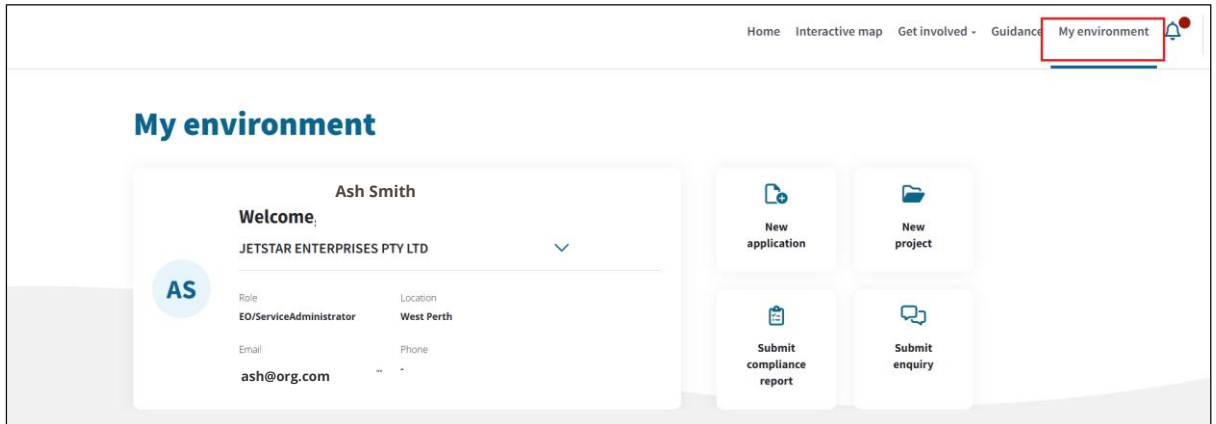 Home Interactive map Get involved - Guidance My environment
My environment
Ash Smith
Welcome,
JETSTAR ENTERPRISES PTY LTD
AS
Role Location
EO/ServiceAdministrator West Perth
Email Phone
ash@org.com ... -
New application
New project
Submit compliance report
Submit enquiry